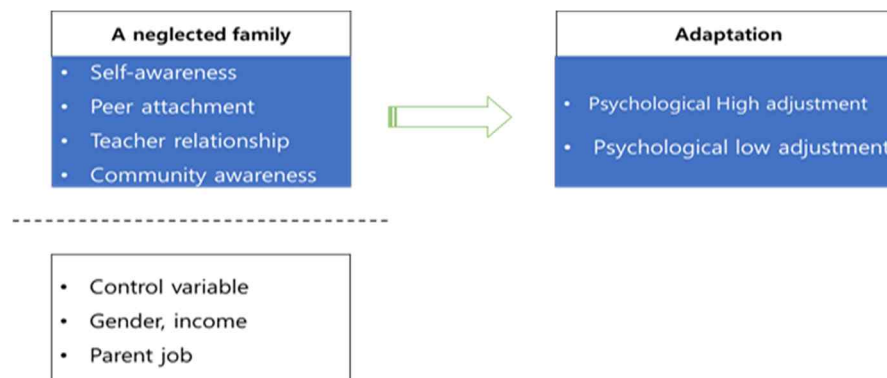 A neglected family
• Self-awareness
• Peer attachment
• Teacher relationship
• Community awareness
Adaptation
• Psychological High adjustment
• Psychological low adjustment
• Control variable
• Gender, income
• Parent job